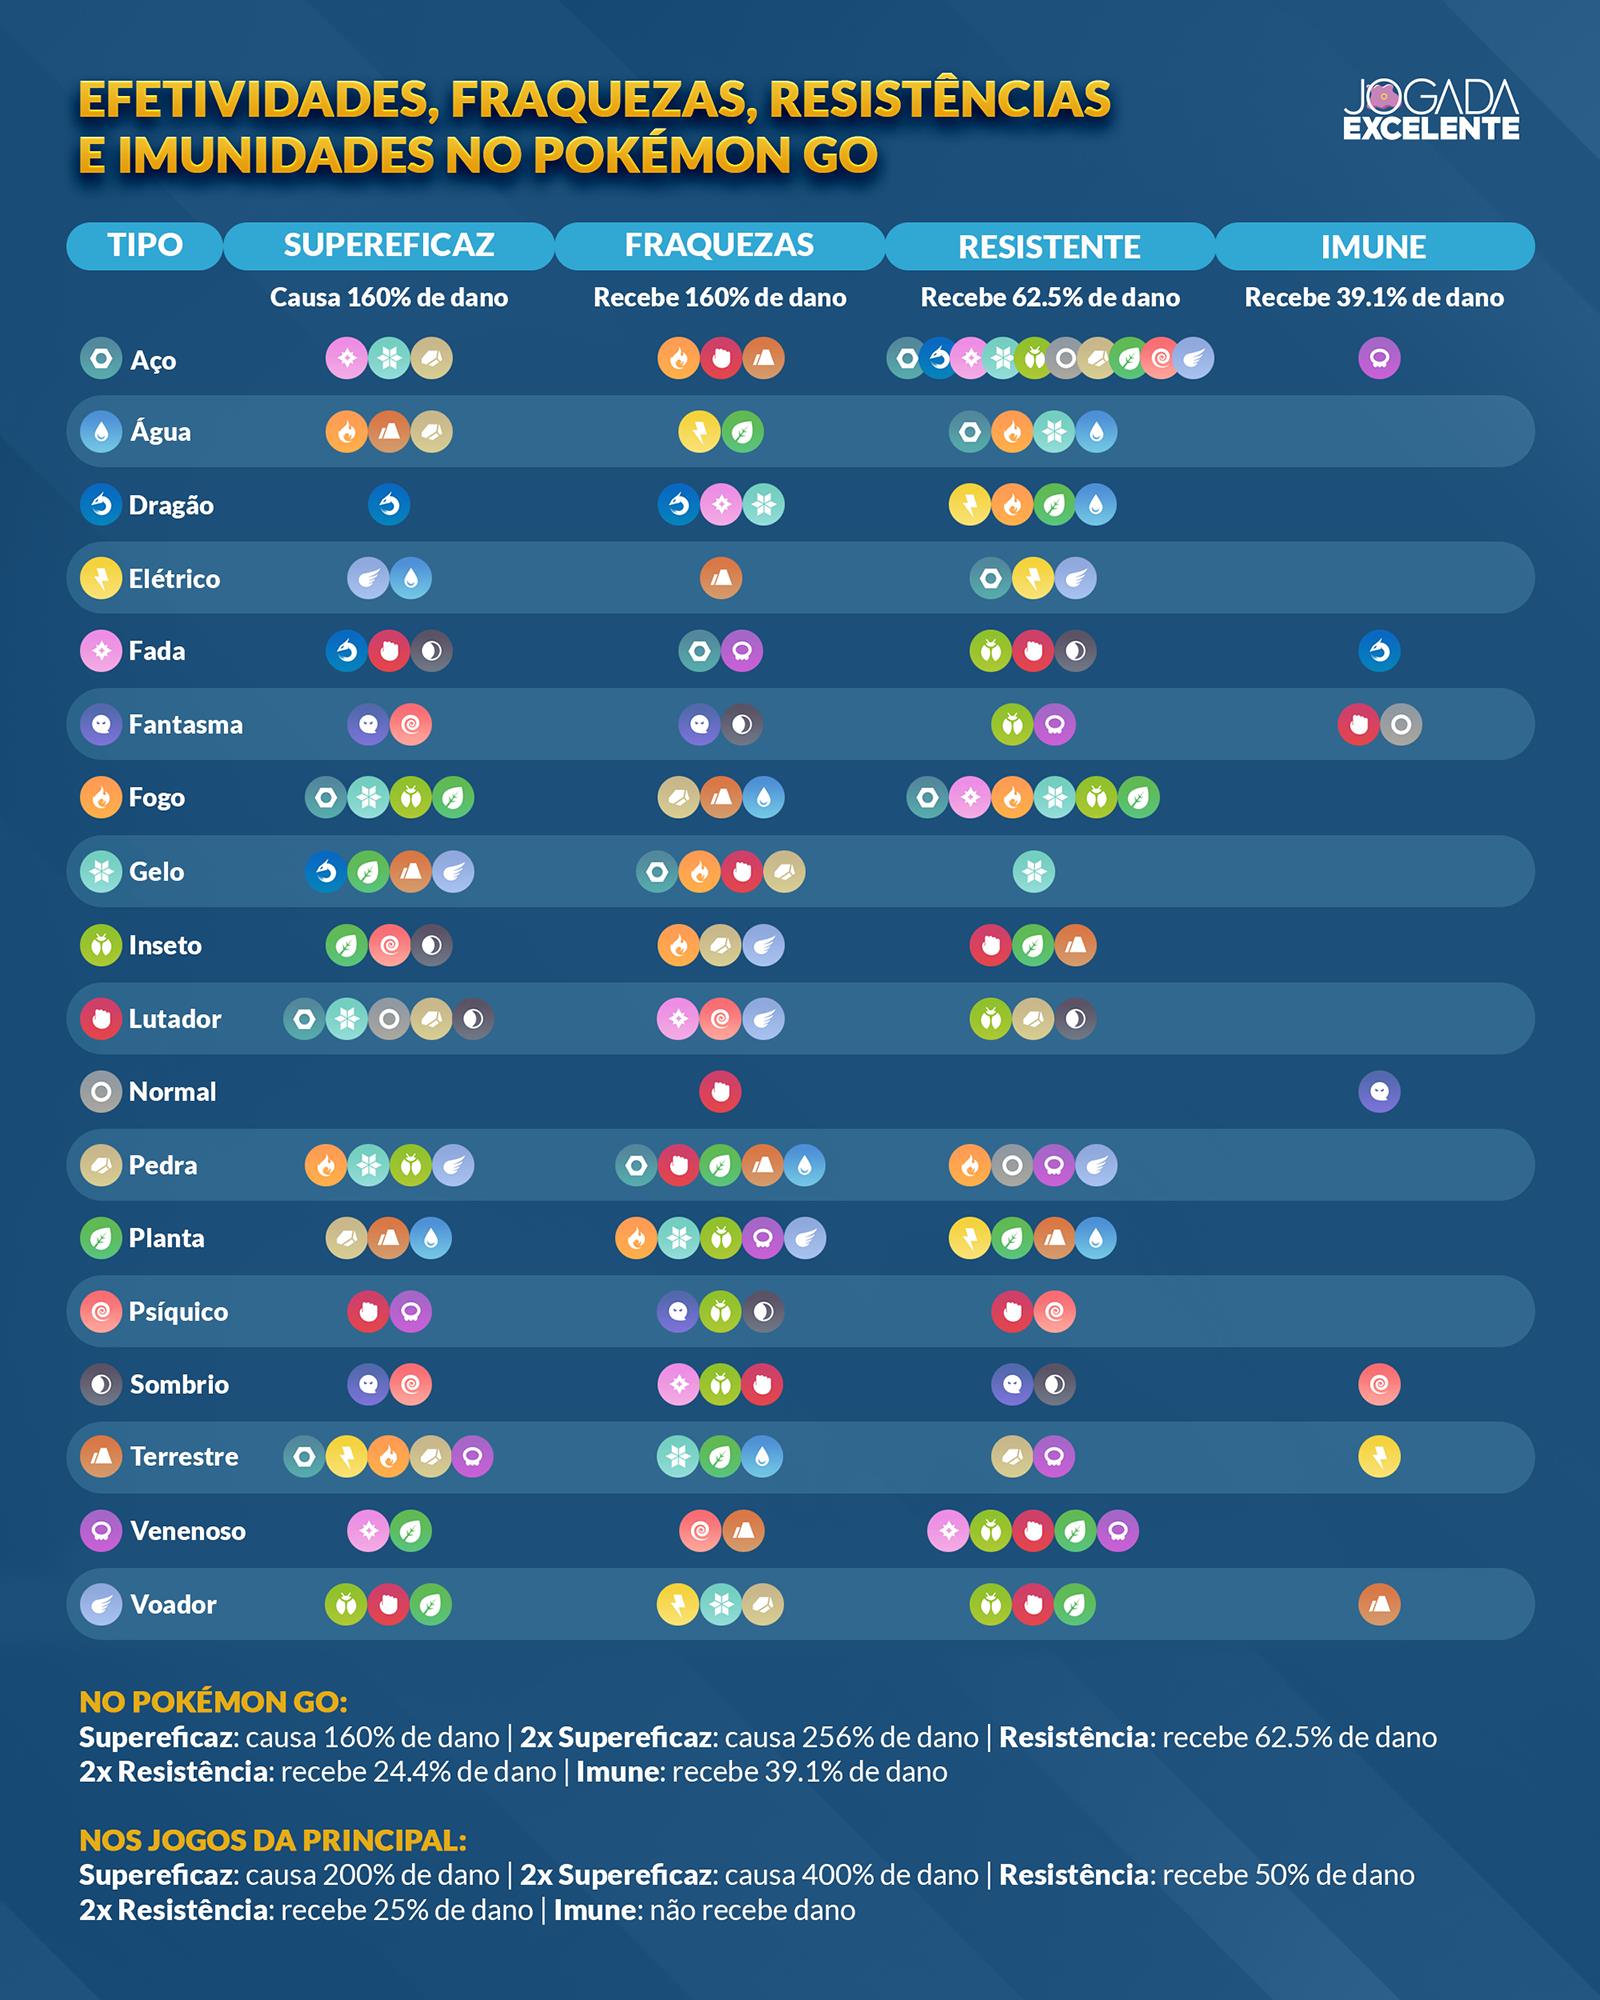 EFETIVIDADES, FRAQUEZAS, RESISTÊNCIAS
E IMUNIDADES NO POKÉMON GO
JOGADA
EXCELENTE
TIPO SUPEREFICAZ FRAQUEZAS RESISTENTE IMUNE
Causa 160% de dano Recebe 160% de dano Recebe 62.5% de dano Recebe 39.1% de dano
Aço
Água
Dragão
Elétrico
Fada
Fantasma
Fogo
Gelo
Inseto
Lutador
Normal
Pedra
Planta
Psíquico
Sombrio
Terrestre
Venenoso
Voador
NO POKÉMON GO:
Supereficaz: causa 160% de dano | 2x Supereficaz: causa 256% de dano | Resistência: recebe 62.5% de dano
2x Resistência: recebe 24.4% de dano | Imune: recebe 39.1% de dano
NOS JOGOS DA PRINCIPAL:
Supereficaz: causa 200% de dano | 2x Supereficaz: causa 400% de dano | Resistência: recebe 50% de dano
2x Resistência: recebe 25% de dano | Imune: não recebe dano